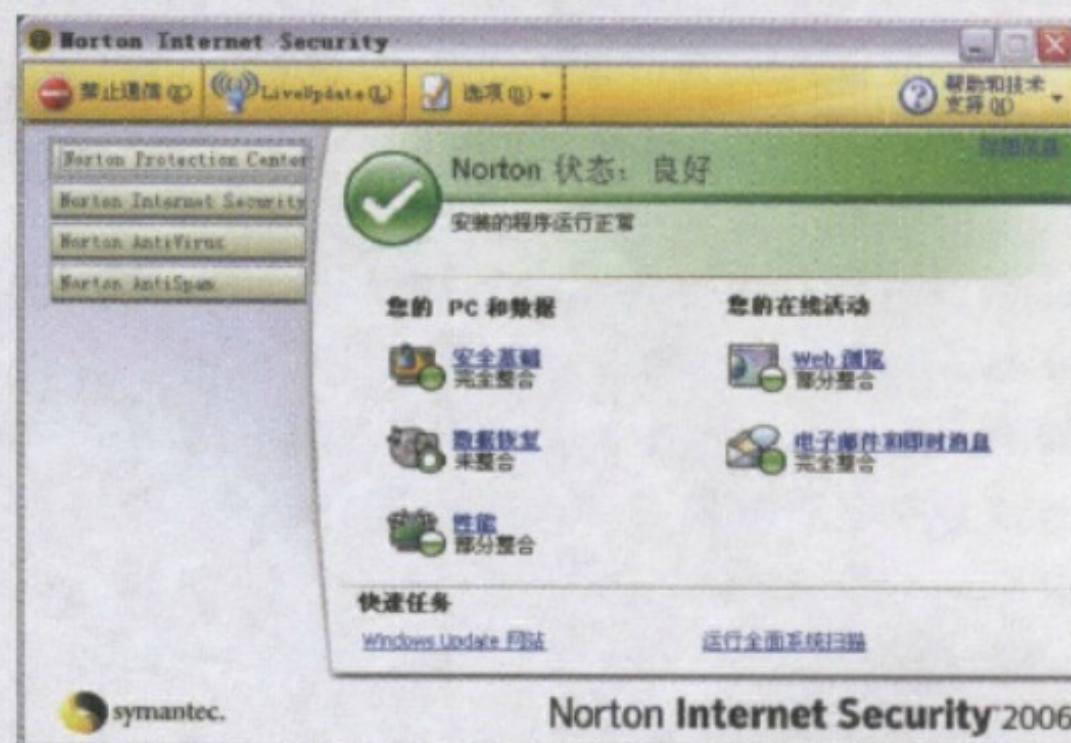 Norton Internet Security
禁止通信(K) LiveUpdate(L) 选项(O) 帮助和技术支持(H)
详细信息
Norton Protection Center
Norton Internet Security
Norton AntiVirus
Norton AntiSpam
Norton 状态: 良好
安装的程序运行正常
您的 PC 和数据
安全基础
完全整合
数据恢复
未整合
性能
部分整合
您的在线活动
Web 浏览
部分整合
电子邮件和即时消息
完全整合
快速任务
Windows Update 网站 运行全面系统扫描
symantec.
Norton Internet Security™ 2006